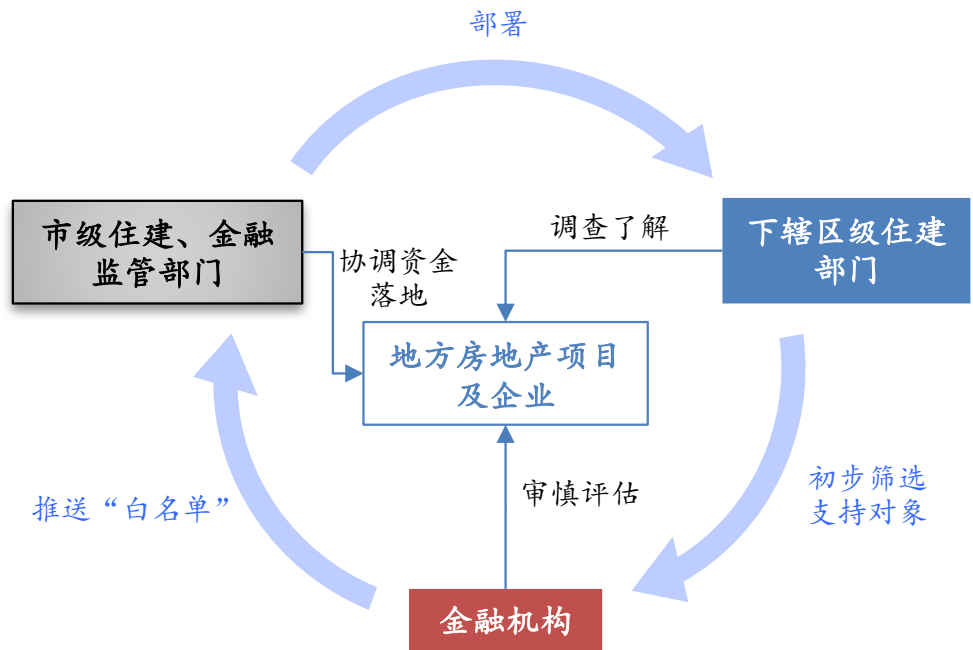 部署
市级住建、金融
监管部门
协调资金
落地
调查了解
下辖区级住建
部门
地方房地产项目
及企业
推送“白名单”
审慎评估
初步筛选
支持对象
金融机构